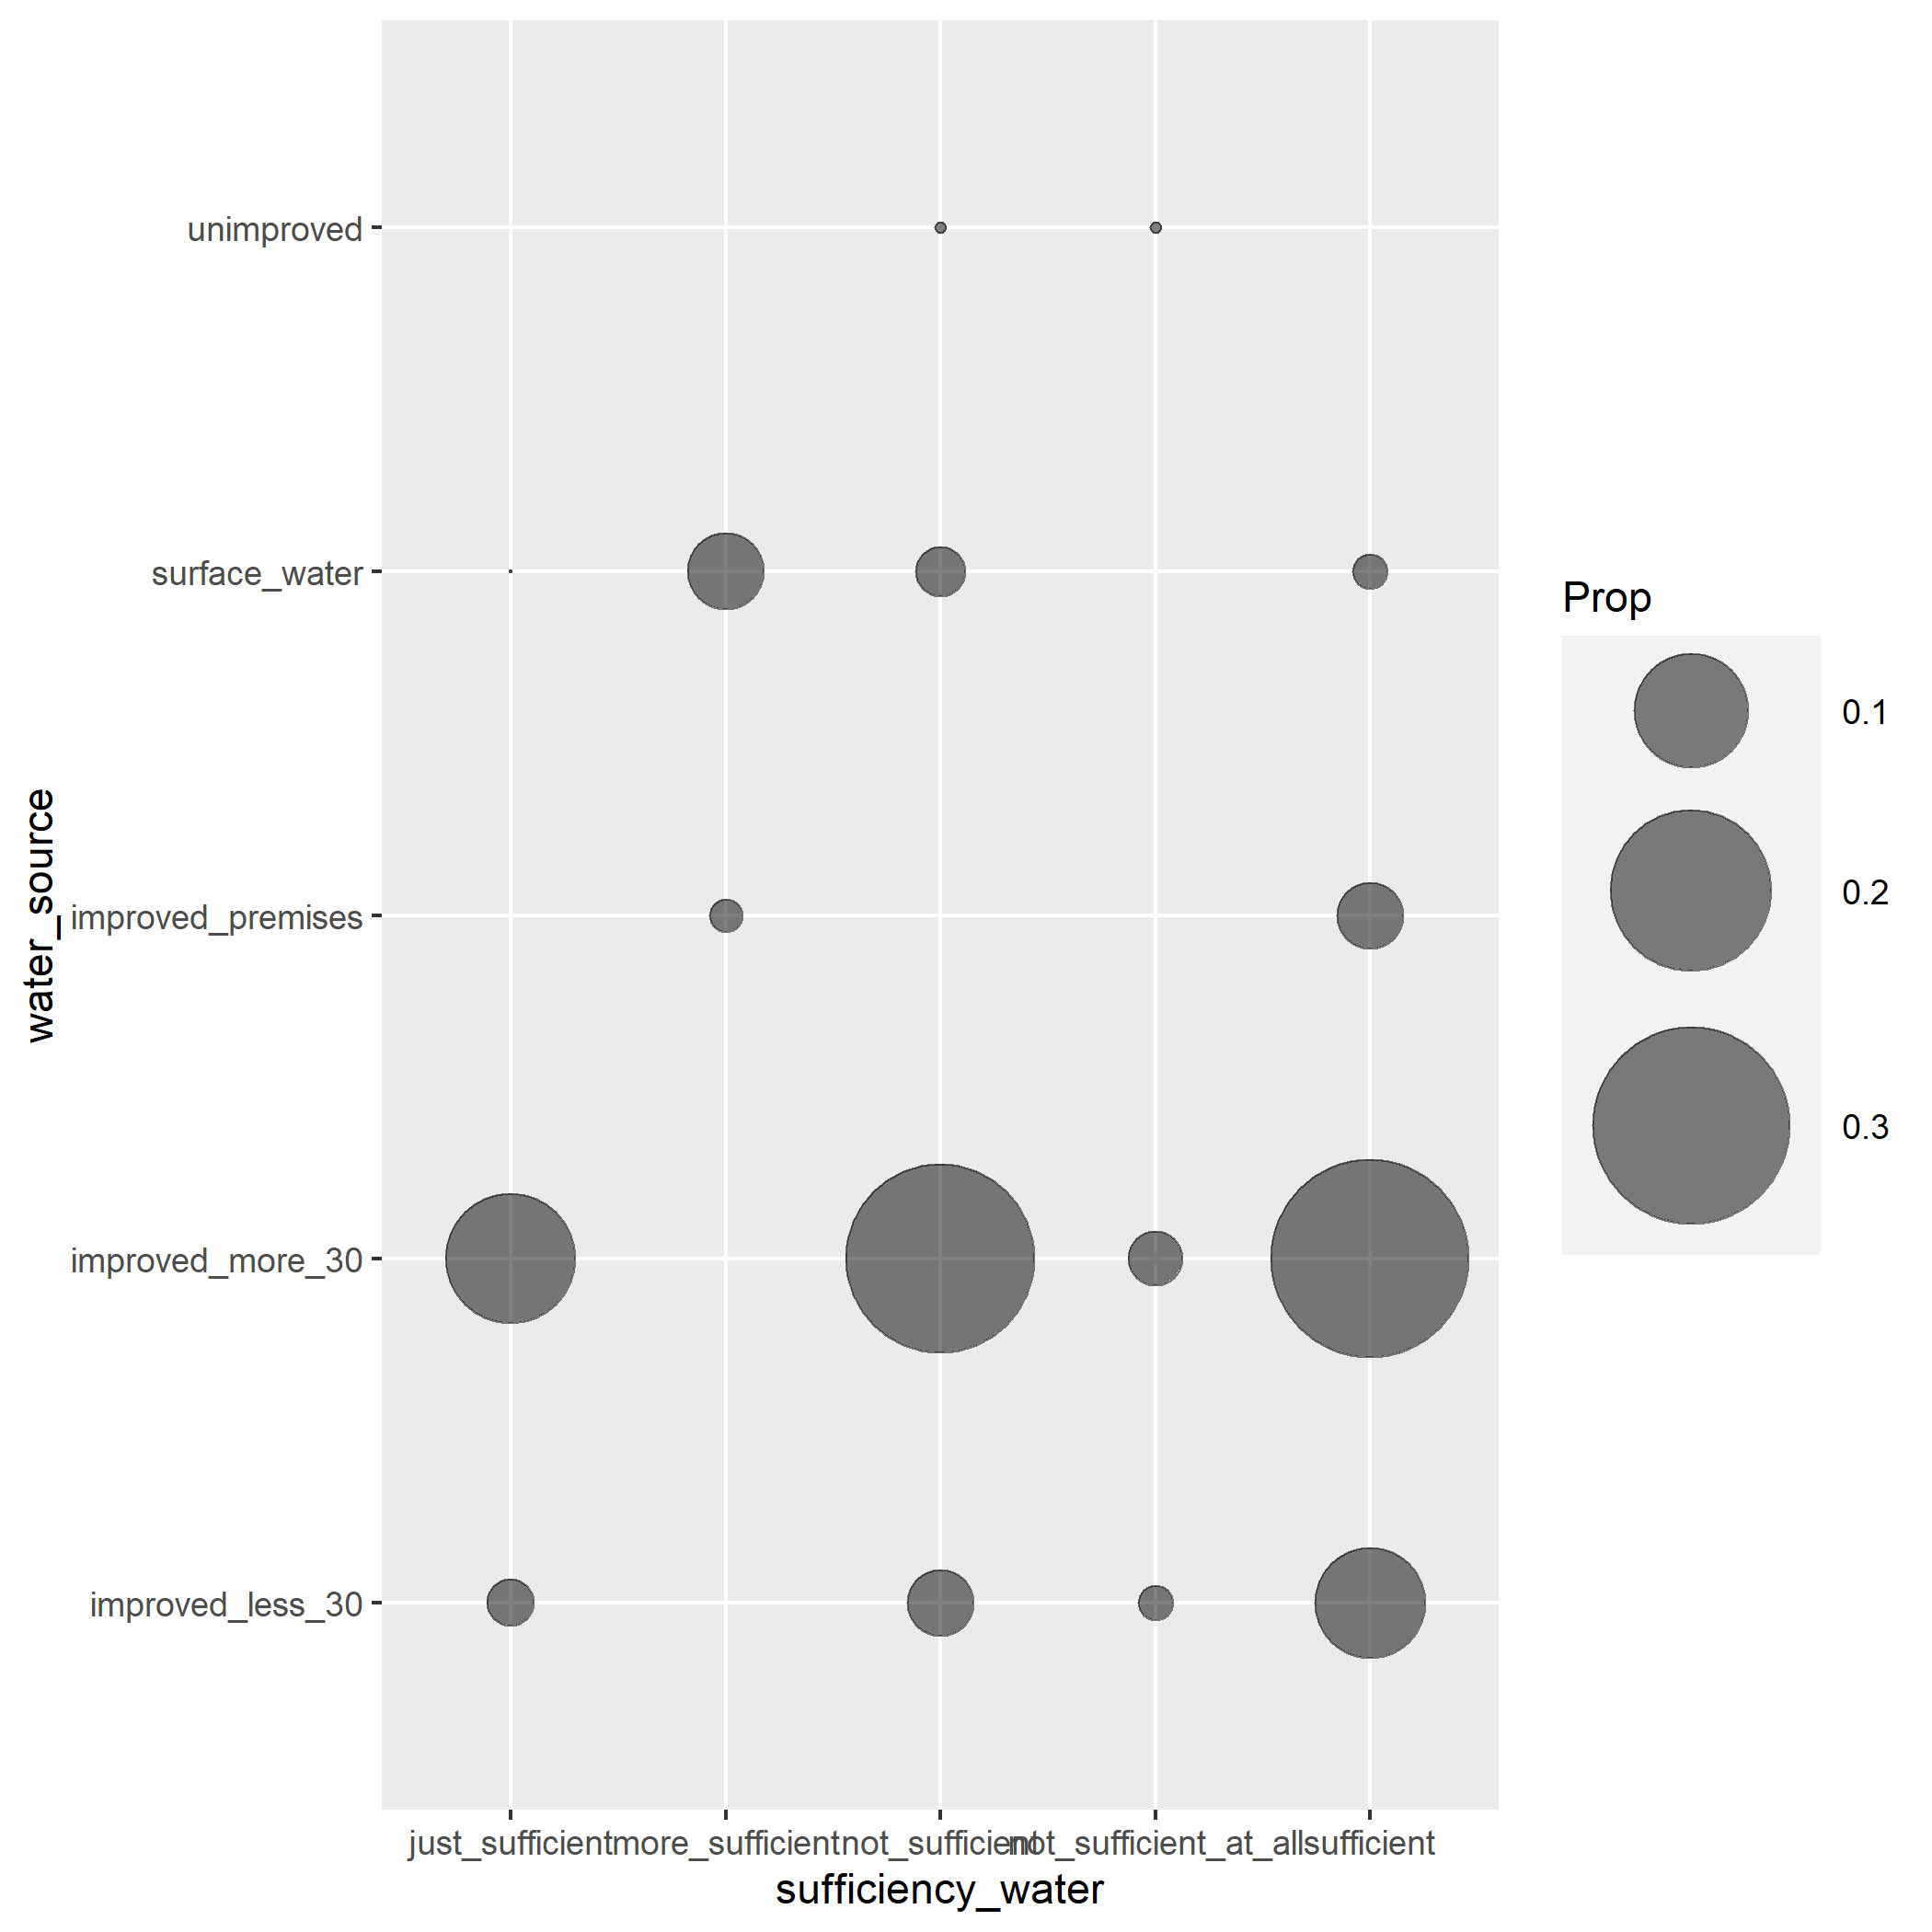 unimproved
surface_water
improved_premises
improved_more_30
improved_less_30
water_source
just_sufficient more_sufficient not_sufficient not_sufficient_at_all sufficient
sufficiency_water
Prop
0.1
0.2
0.3